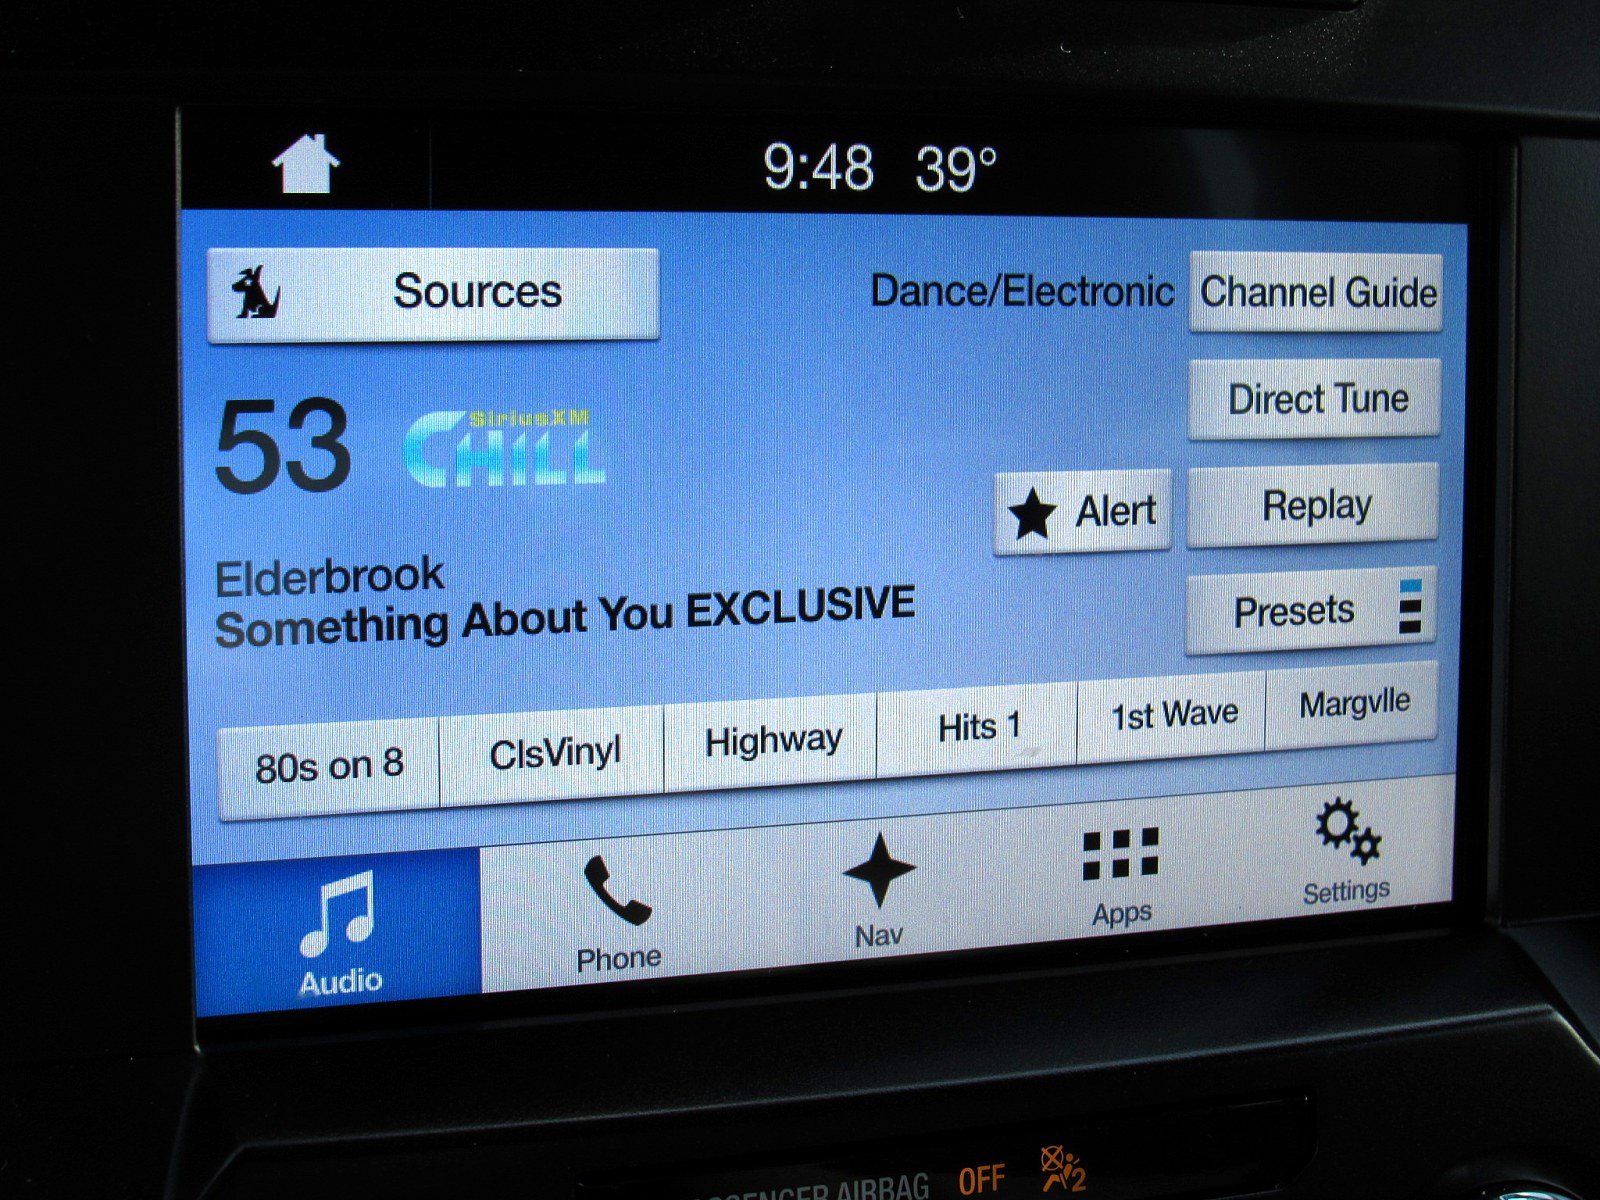 9:48 39°
Sources
Dance/Electronic
Channel Guide
53
SiriusXM
CHILL
Direct Tune
Alert
Replay
Elderbrook
Something About You EXCLUSIVE
Presets
80s on 8
ClsVinyl
Highway
Hits 1
1st Wave
Margvlle
Audio
Phone
Nav
Apps
Settings
AIRBAG OFF 2